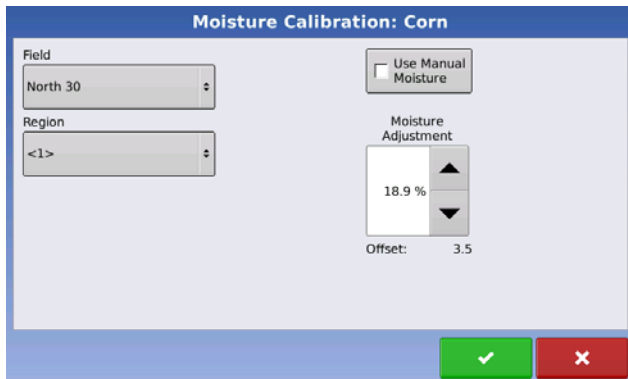 Moisture Calibration: Corn
Field
North 30
Region
<1>
Use Manual
Moisture
Moisture
Adjustment
18.9 %
Offset: 3.5